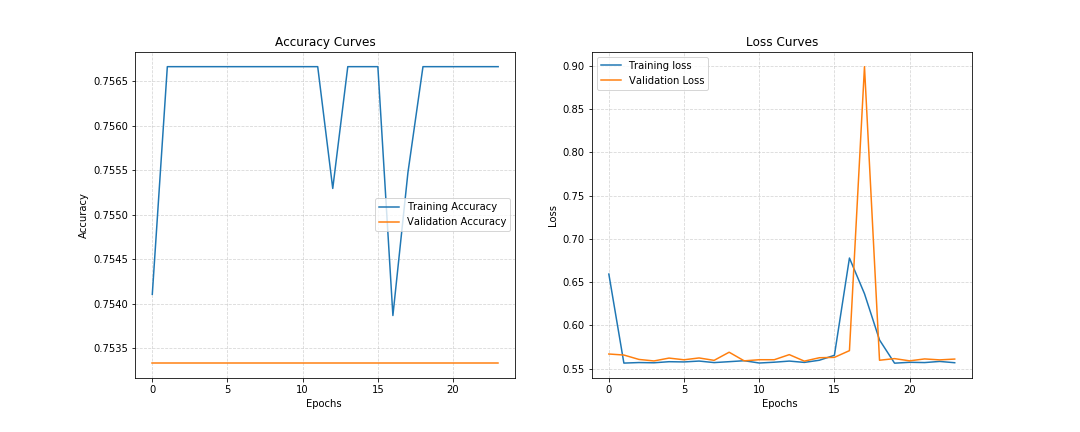 Accuracy Curves
0.7565
0.7560
0.7555
0.7550
0.7545
0.7540
0.7535
Accuracy
Training Accuracy
Validation Accuracy
0 5 10 15 20
Epochs
Loss Curves
Training loss
Validation Loss
0.90
0.85
0.80
0.75
0.70
0.65
0.60
0.55
Loss
0 5 10 15 20
Epochs